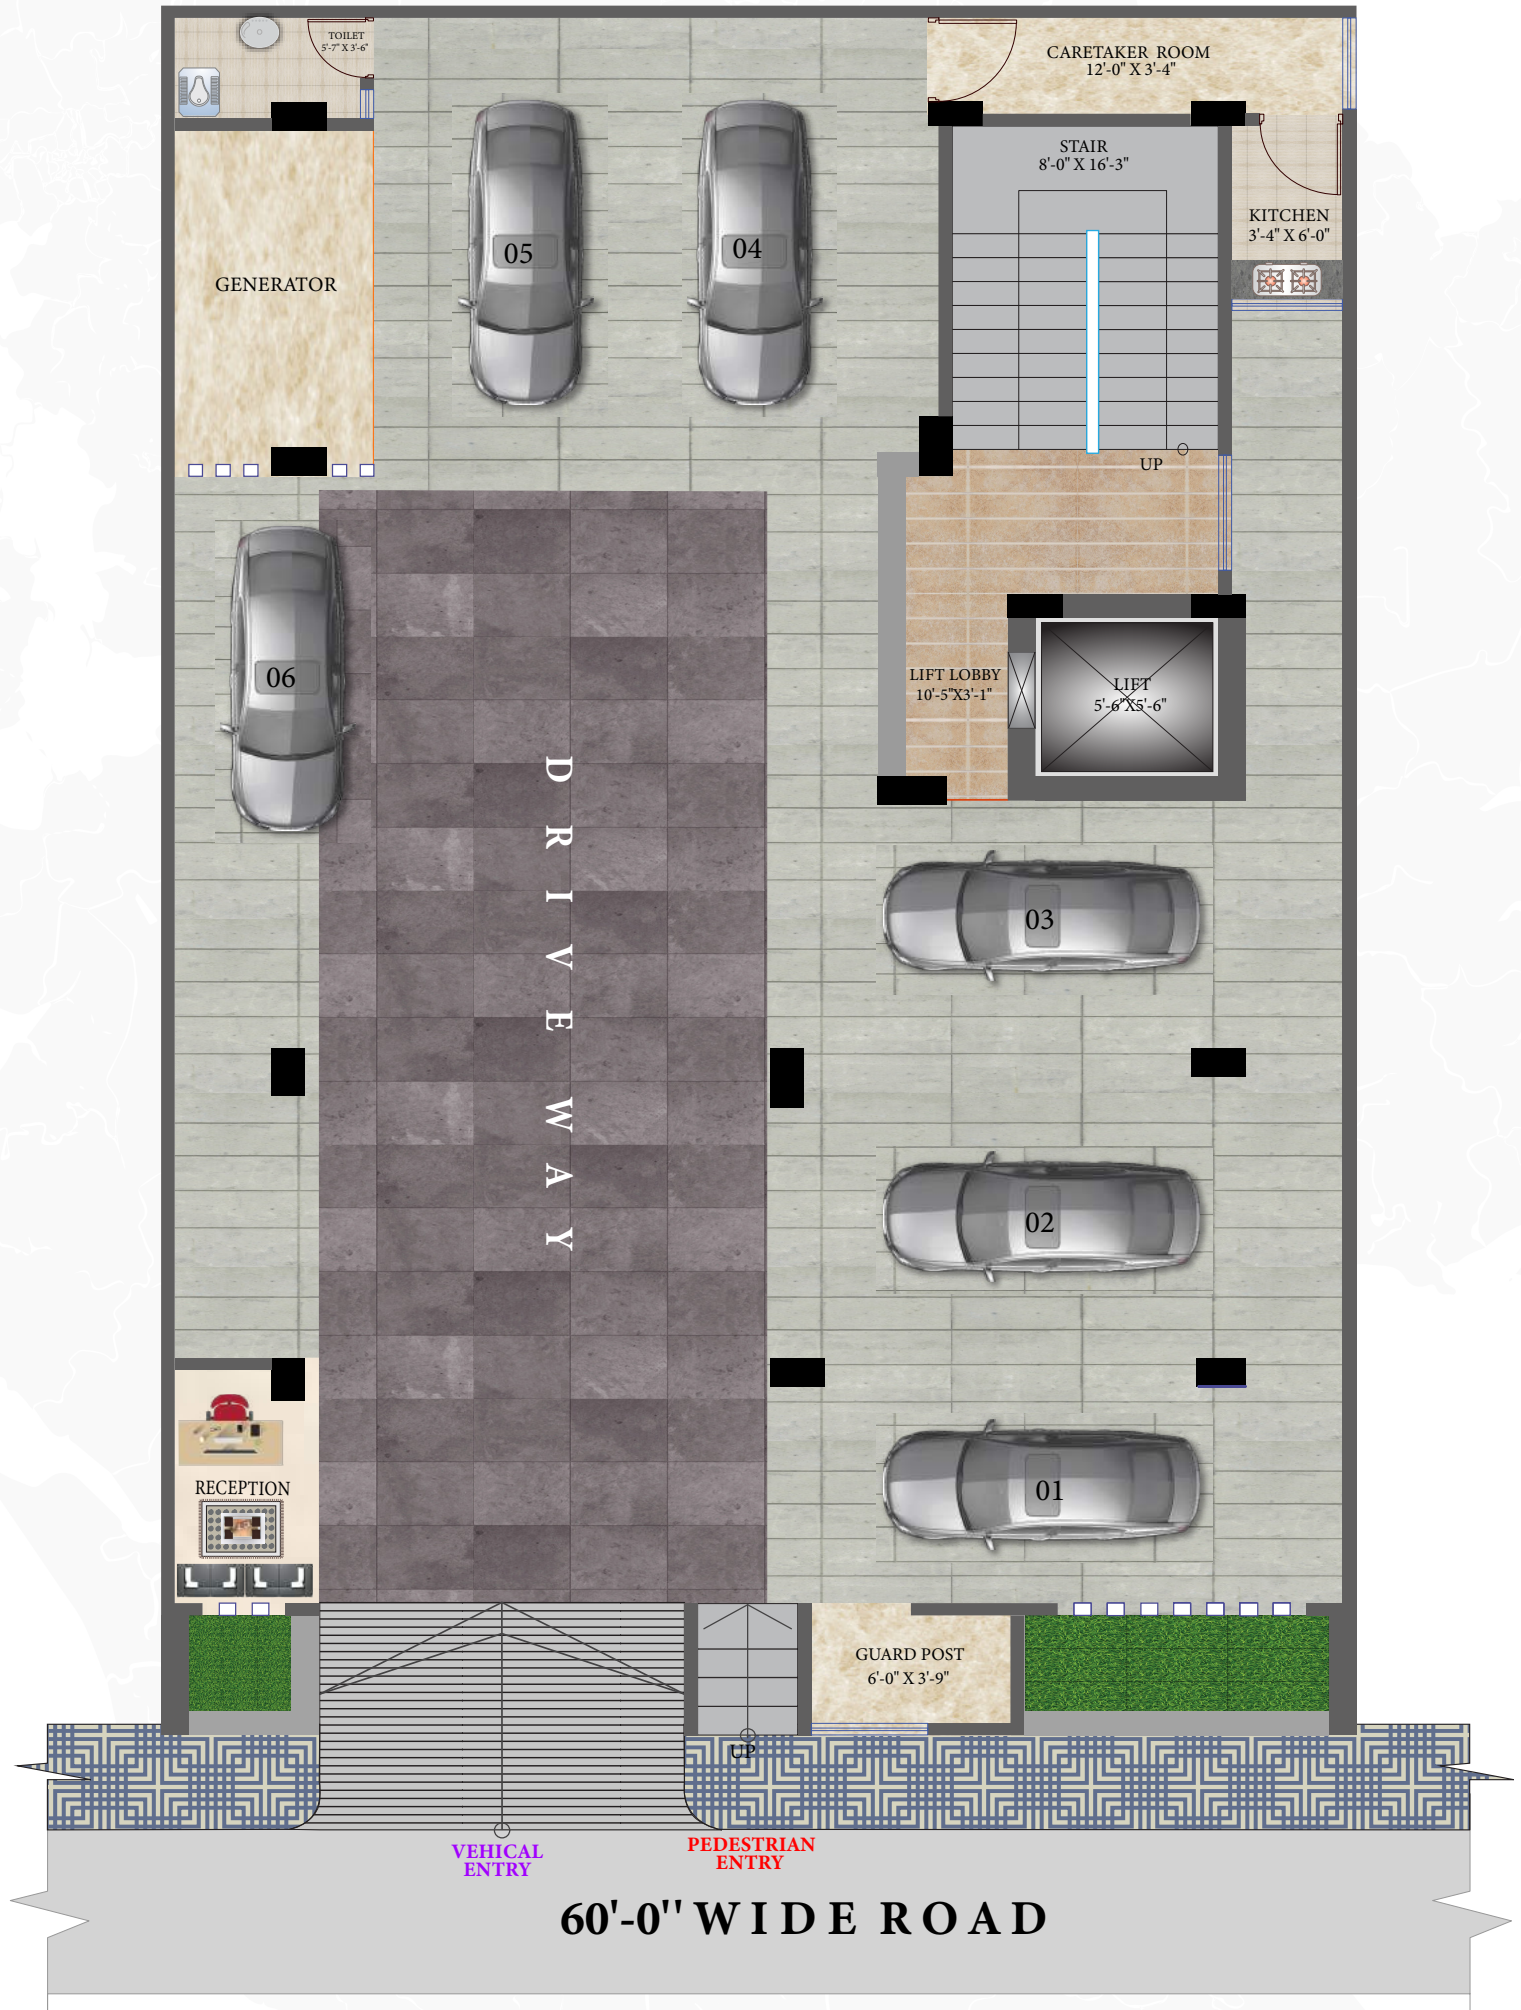 TOILET
5'-7" X 3'-6"
CARETAKER ROOM
12'-0" X 3'-4"
STAIR
8'-0" X 16'-3"
KITCHEN
3'-4" X 6'-0"
05
04
GENERATOR
UP
06
LIFT LOBBY
10'-5"X3'-1"
LIFT
5'-6"X5'-6"
DRIVE WAY
03
02
01
RECEPTION
GUARD POST
6'-0" X 3'-9"
UP
VEHICAL
ENTRY
PEDESTRIAN
ENTRY
60'-0'' WIDE ROAD